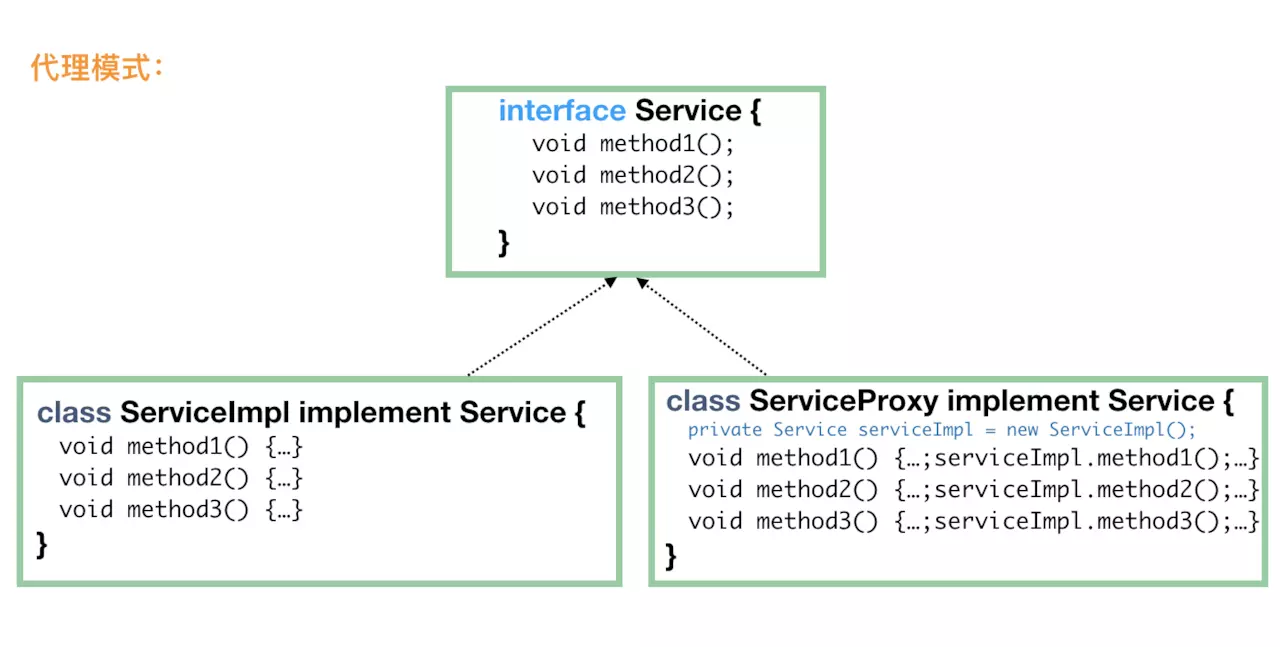 代理模式：
interface Service {
void method1();
void method2();
void method3();
}
class ServiceImpl implement Service {
void method1() {…}
void method2() {…}
void method3() {…}
}
class ServiceProxy implement Service {
private Service serviceImpl = new ServiceImpl();
void method1() {…;serviceImpl.method1();…}
void method2() {…;serviceImpl.method2();…}
void method3() {…;serviceImpl.method3();…}
}